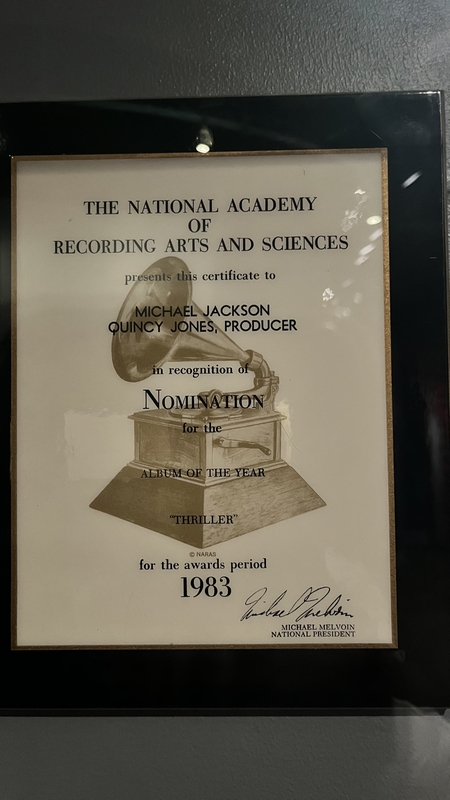 THE NATIONAL ACADEMY
OF
RECORDING ARTS AND SCIENCES
presents this certificate to
MICHAEL JACKSON
QUINCY JONES, PRODUCER
in recognition of
NOMINATION
for the
ALBUM OF THE YEAR
"THRILLER"
© NARAS
for the awards period
1983
MICHAEL MELVOIN
NATIONAL PRESIDENT